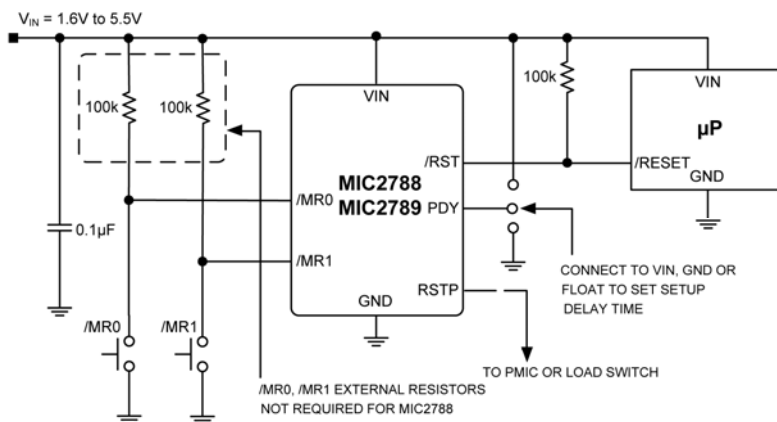 VIN = 1.6V to 5.5V
100k
100k
100k
VIN
VIN
µP
/RST
/RESET
GND
MIC2788
MIC2789
/MR0
PDY
0.1µF
/MR1
CONNECT TO VIN, GND OR
FLOAT TO SET SETUP
DELAY TIME
RSTP
GND
/MR0
/MR1
TO PMIC OR LOAD SWITCH
/MR0, /MR1 EXTERNAL RESISTORS
NOT REQUIRED FOR MIC2788